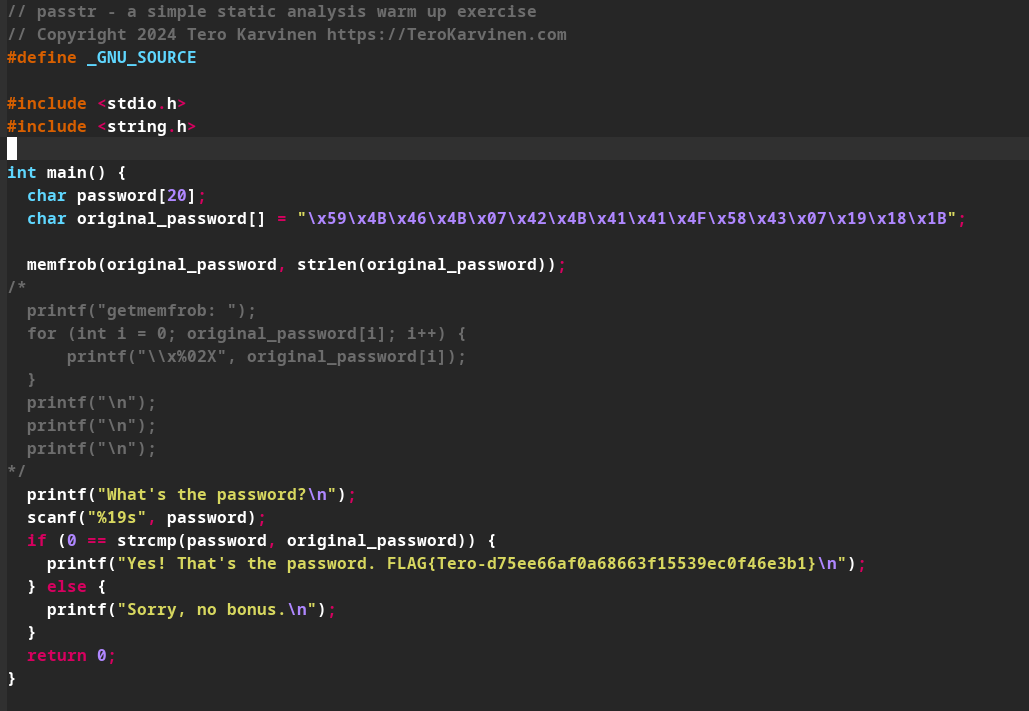 // passtr - a simple static analysis warm up exercise
// Copyright 2024 Tero Karvinen https://TeroKarvinen.com
#define _GNU_SOURCE

#include <stdio.h>
#include <string.h>

int main() {
  char password[20];
  char original_password[] = "\x59\x4B\x46\x4B\x07\x42\x4B\x41\x41\x4F\x58\x43\x07\x19\x18\x1B";

  memfrob(original_password, strlen(original_password));
/*
  printf("getmemfrob: ");
  for (int i = 0; original_password[i]; i++) {
      printf("\\x%02X", original_password[i]);
  }
  printf("\n");
  printf("\n");
  printf("\n");
*/
  printf("What's the password?\n");
  scanf("%19s", password);
  if (0 == strcmp(password, original_password)) {
    printf("Yes! That's the password. FLAG{Tero-d75ee66af0a68663f15539ec0f46e3b1}\n");
  } else {
    printf("Sorry, no bonus.\n");
  }
  return 0;
}